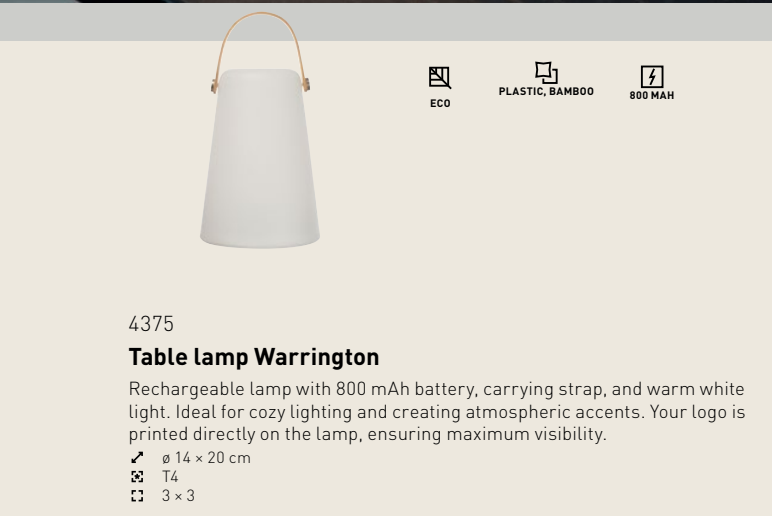 ECO
PLASTIC, BAMBOO
800 MAH
4375
Table lamp Warrington
Rechargeable lamp with 800 mAh battery, carrying strap, and warm white
light. Ideal for cozy lighting and creating atmospheric accents. Your logo is
printed directly on the lamp, ensuring maximum visibility.
ø 14 × 20 cm
T4
3 × 3